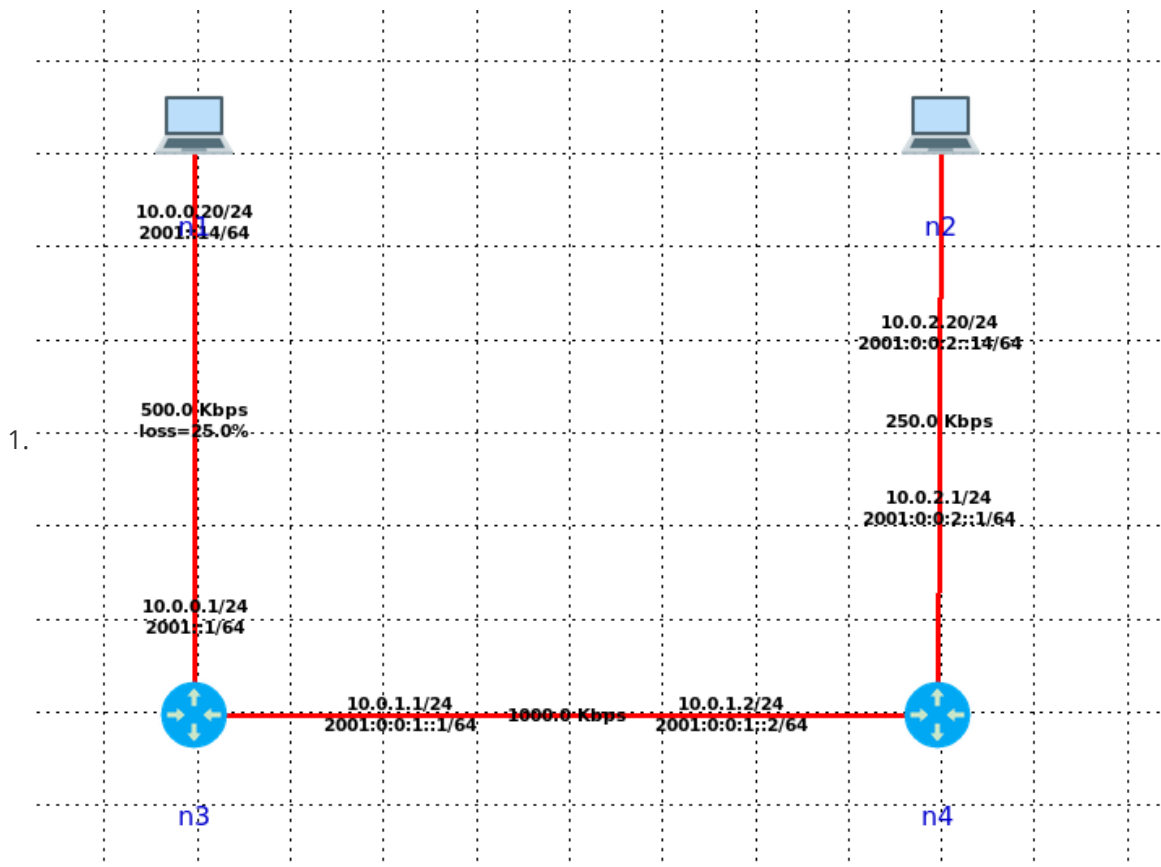 10.0.0.20/24
2001::14/64
n1
n2
10.0.2.20/24
2001:0:0:2::14/64
500.0 Kbps
loss=25.0%
250.0 Kbps
1.
10.0.2.1/24
2001:0:0:2::1/64
10.0.0.1/24
2001::1/64
10.0.1.1/24
2001:0:0:1::1/64
1000.0 Kbps
10.0.1.2/24
2001:0:0:1::2/64
n3
n4